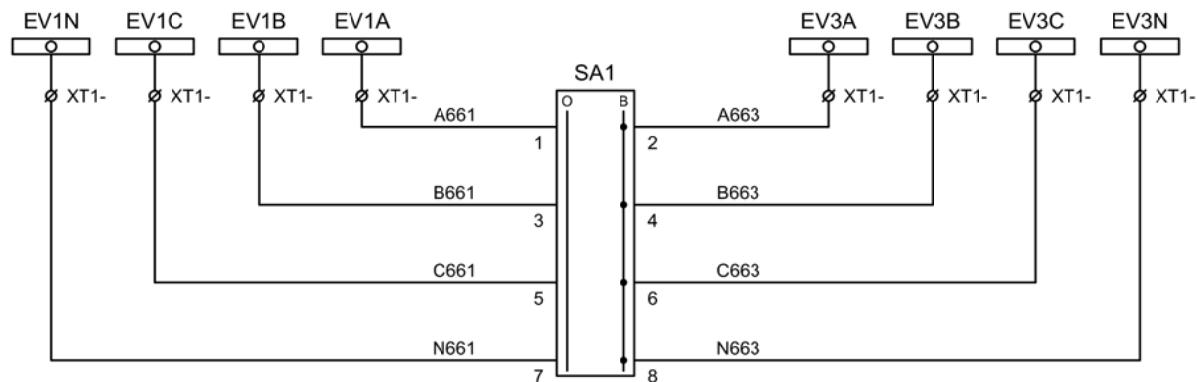 EV1N EV1C EV1B EV1A EV3A EV3B EV3C EV3N
SA1
XT1- XT1- XT1- XT1- XT1- XT1- XT1- XT1-
O B
A661 A663
1 2
B661 B663
3 4
C661 C663
5 6
N661 N663
7 8